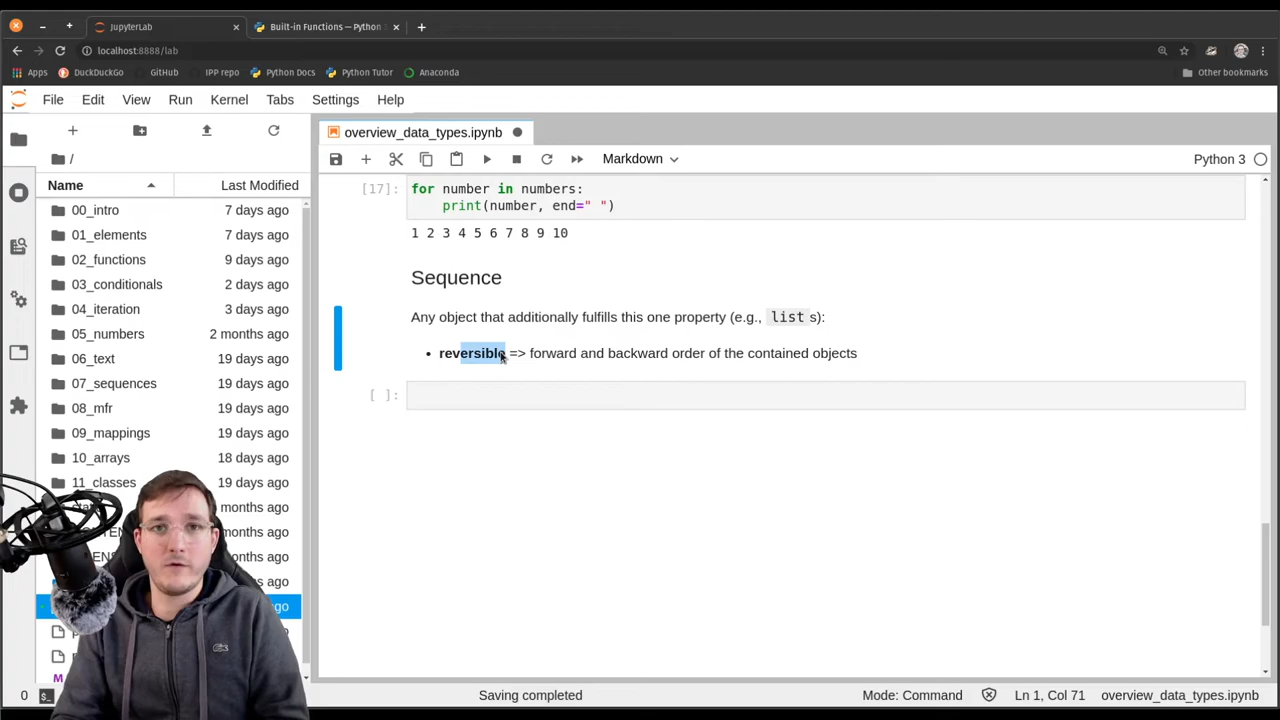 JupyterLab
Built-in Functions — Python
localhost:8888/lab
Apps DuckDuckGo GitHub IPP repo Python Docs Python Tutor Anaconda Other bookmarks
File Edit View Run Kernel Tabs Settings Help
overview_data_types.ipynb
/
Markdown
Python 3
Name Last Modified
00_intro 7 days ago
01_elements 7 days ago
02_functions 9 days ago
03_conditionals 2 days ago
04_iteration 3 days ago
05_numbers 2 months ago
06_text 19 days ago
07_sequences 19 days ago
08_mfr 19 days ago
09_mappings 19 days ago
10_arrays 18 days ago
11_classes 19 days ago
months ago
months ago
months ago
ago
ago
[17]: for number in numbers:
print(number, end=" ")
1 2 3 4 5 6 7 8 9 10
Sequence
Any object that additionally fulfills this one property (e.g., list s):
• reversible => forward and backward order of the contained objects
[ ]:
0 $_ Saving completed Mode: Command Ln 1, Col 71 overview_data_types.ipynb